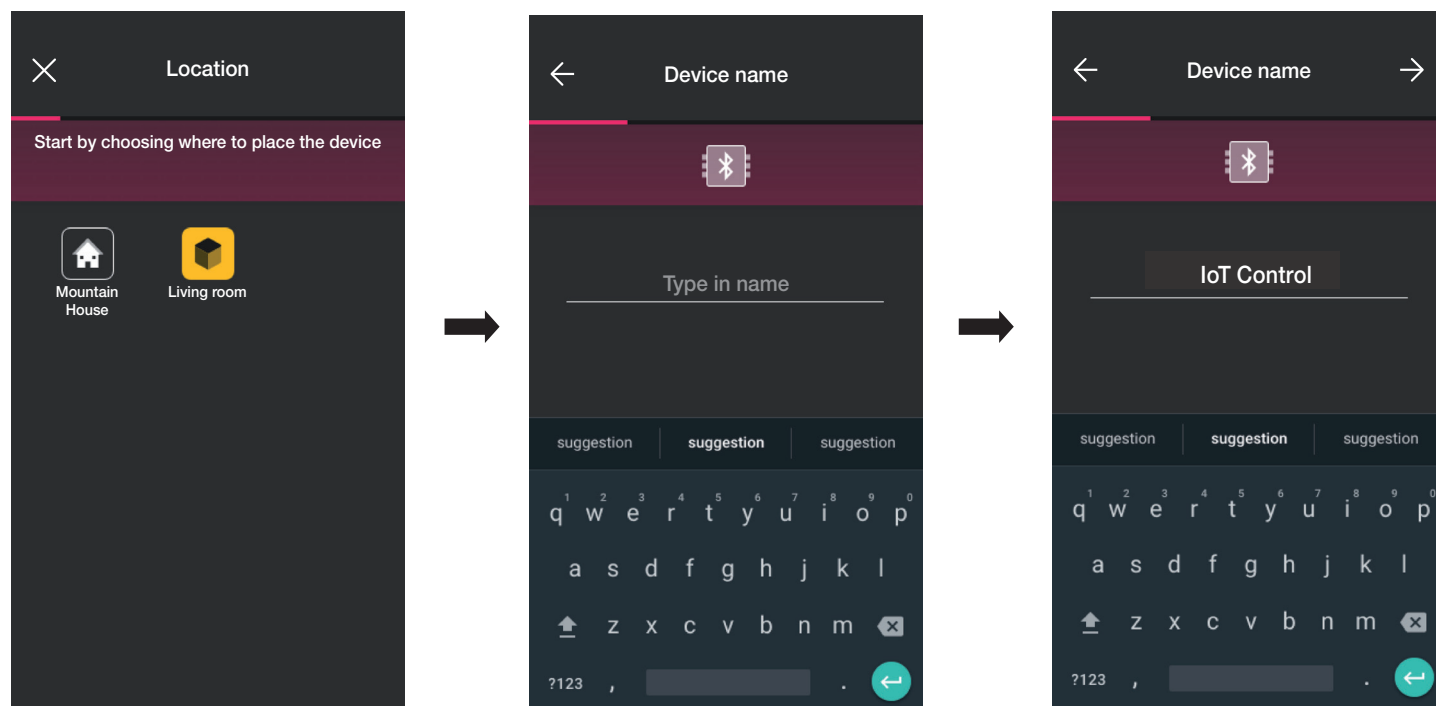 Location
Start by choosing where to place the device
Mountain
House
Living room
Device name
Type in name
suggestion suggestion suggestion
1 2 3 4 5 6 7 8 9 0
q w e r t y u i o p
a s d f g h j k l
z x c v b n m
?123 , .
Device name
IoT Control
suggestion suggestion suggestion
1 2 3 4 5 6 7 8 9 0
q w e r t y u i o p
a s d f g h j k l
z x c v b n m
?123 , .